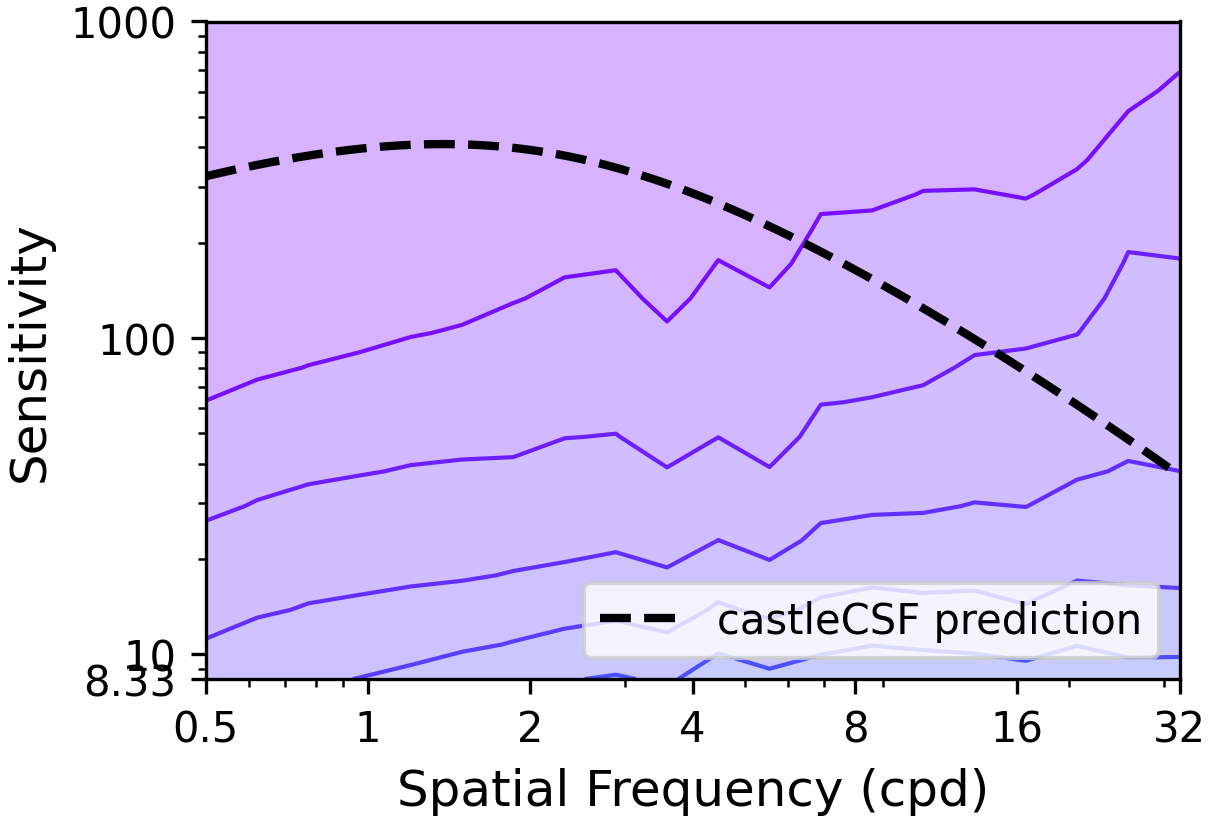 1000
100
10
8.33
Sensitivity
castleCSF prediction
0.5 1 2 4 8 16 32
Spatial Frequency (cpd)